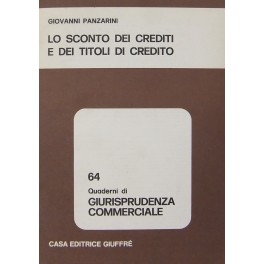 GIOVANNI PANZARINI
LO SCONTO DEI CREDITI
E DEI TITOLI DI CREDITO
64
Quaderni di
GIURISPRUDENZA
COMMERCIALE
CASA EDITRICE GIUFFRÈ